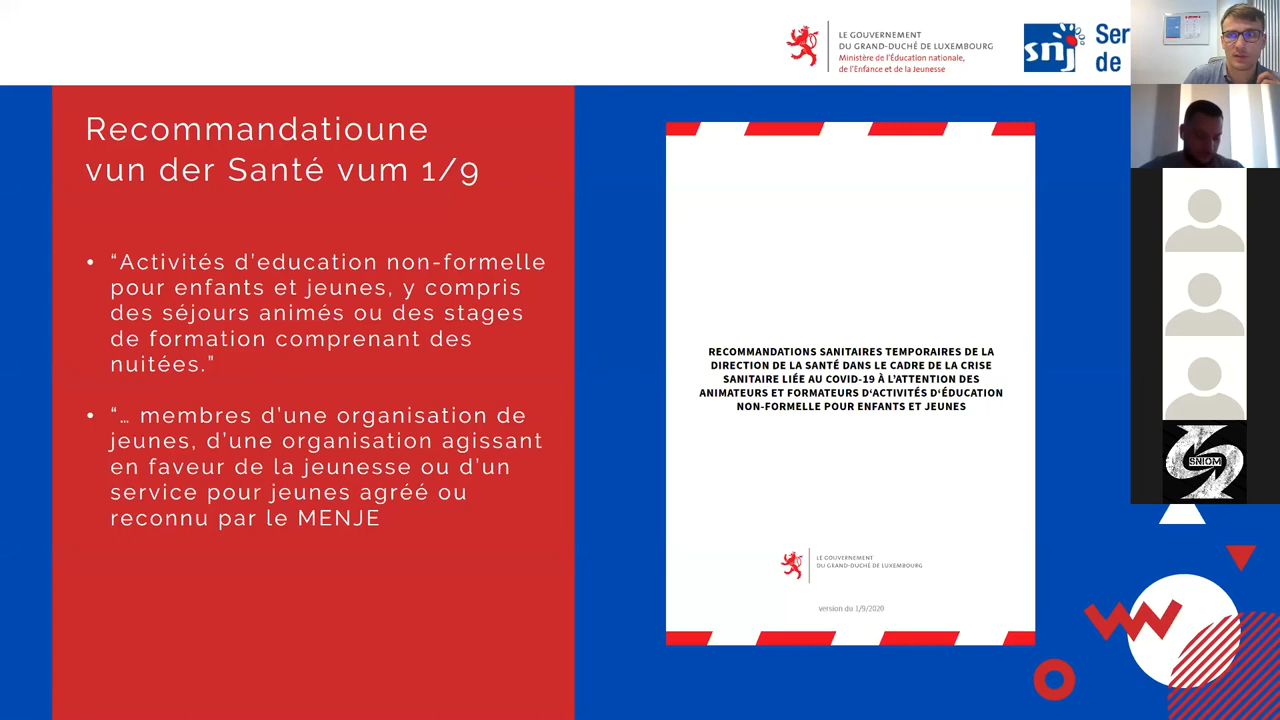 LE GOUVERNEMENT
DU GRAND-DUCHÉ DE LUXEMBOURG
Ministère de l'Éducation nationale,
de l'Enfance et de la Jeunesse
snj
Ser
de
Recommandatioune
vun der Santé vum 1/9
• “Activités d’education non-formelle
pour enfants et jeunes, y compris
des séjours animés ou des stages
de formation comprenant des
nuitées.”
• “… membres d’une organisation de
jeunes, d’une organisation agissant
en faveur de la jeunesse ou d’un
service pour jeunes agréé ou
reconnu par le MENJE
RECOMMANDATIONS SANITAIRES TEMPORAIRES DE LA
DIRECTION DE LA SANTÉ DANS LE CADRE DE LA CRISE
SANITAIRE LIÉE AU COVID-19 À L’ATTENTION DES
ANIMATEURS ET FORMATEURS D‘ACTIVITÉS D‘ÉDUCATION
NON-FORMELLE POUR ENFANTS ET JEUNES
LE GOUVERNEMENT
DU GRAND-DUCHÉ DE LUXEMBOURG
version du 1/9/2020
SNIOM